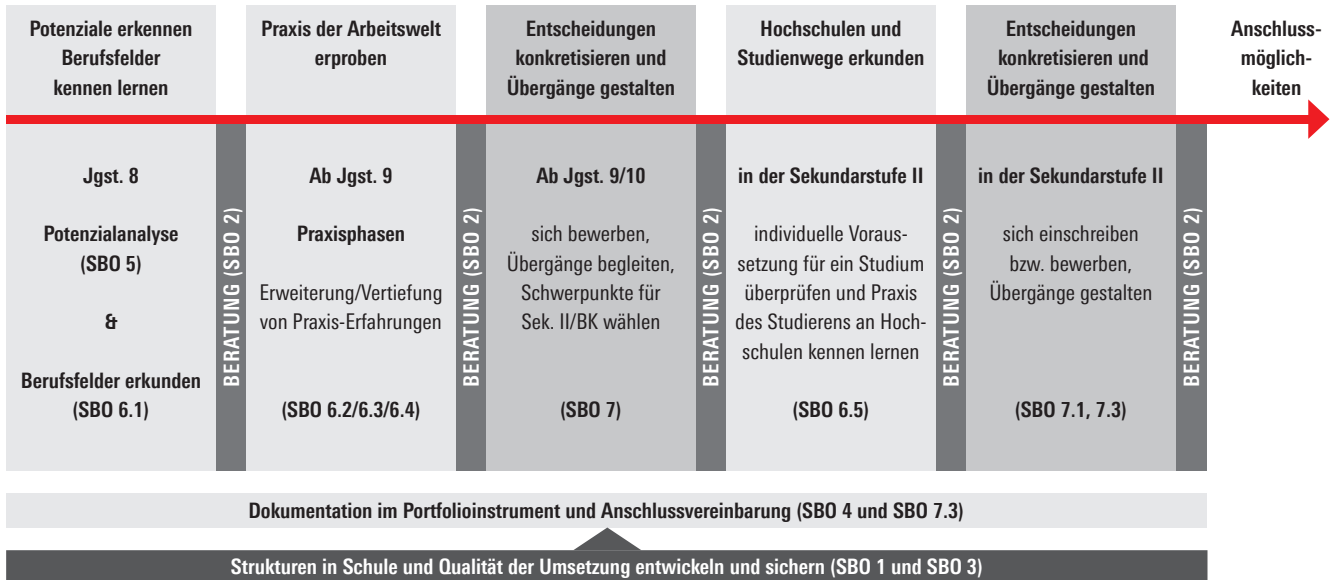 Potenziale erkennen
Berufsfelder
kennen lernen
Praxis der Arbeitswelt
erproben
Entscheidungen
konkretisieren und
Übergänge gestalten
Hochschulen und
Studienwege erkunden
Entscheidungen
konkretisieren und
Übergänge gestalten
Anschluss-
möglich-
keiten
Jgst. 8
Potenzialanalyse
(SBO 5)
&
Berufsfelder erkunden
(SBO 6.1)
BERATUNG (SBO 2)
Ab Jgst. 9
Praxisphasen
Erweiterung/Vertiefung
von Praxis-Erfahrungen
(SBO 6.2/6.3/6.4)
BERATUNG (SBO 2)
Ab Jgst. 9/10
sich bewerben,
Übergänge begleiten,
Schwerpunkte für
Sek. II/BK wählen
(SBO 7)
BERATUNG (SBO 2)
in der Sekundarstufe II
individuelle Voraus-
setzung für ein Studium
überprüfen und Praxis
des Studierens an Hoch-
schulen kennen lernen
(SBO 6.5)
BERATUNG (SBO 2)
in der Sekundarstufe II
sich einschreiben
bzw. bewerben,
Übergänge gestalten
(SBO 7.1, 7.3)
BERATUNG (SBO 2)
Dokumentation im Portfolioinstrument und Anschlussvereinbarung (SBO 4 und SBO 7.3)
Strukturen in Schule und Qualität der Umsetzung entwickeln und sichern (SBO 1 und SBO 3)